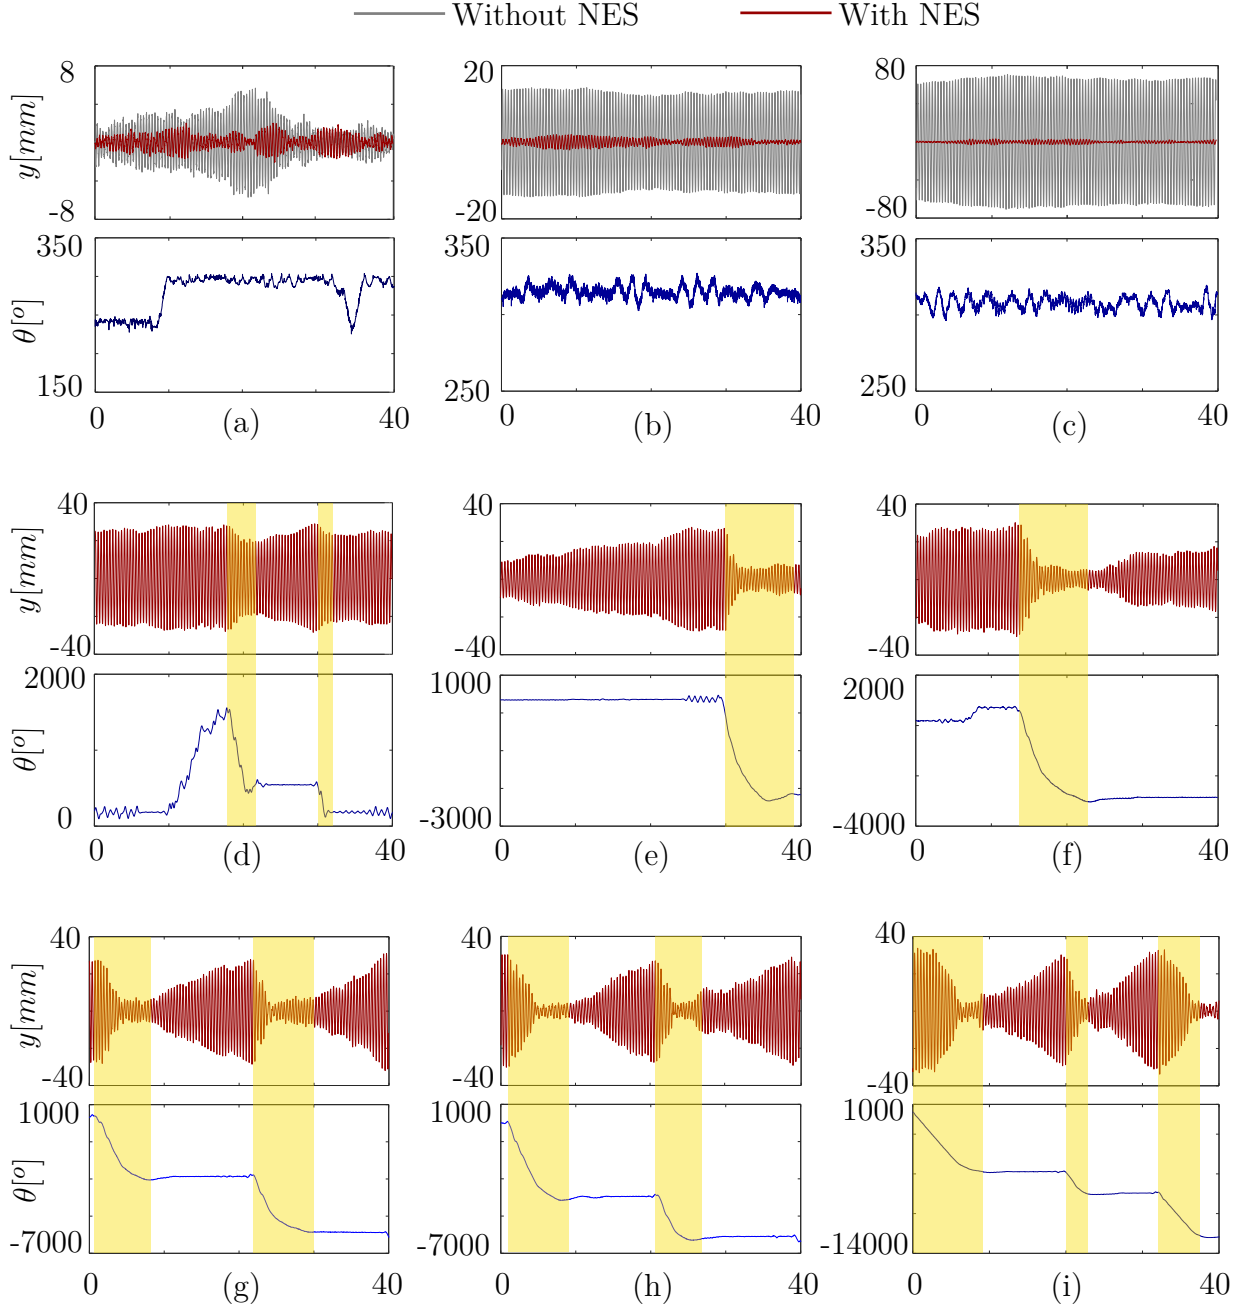 Without NES With NES
8 20 80
y[mm]
-8 -20 -80
350 350 350
θ[o]
150 250 250
0 40 0 40 0 40
(a) (b) (c)
40 40 40
y[mm]
-40 -40 -40
2000 1000 2000
θ[o]
0 -3000 -4000
0 40 0 40 0 40
(d) (e) (f)
40 40 40
y[mm]
-40 -40 -40
1000 1000 1000
θ[o]
-7000 -7000 -14000
0 40 0 40 0 40
(g) (h) (i)